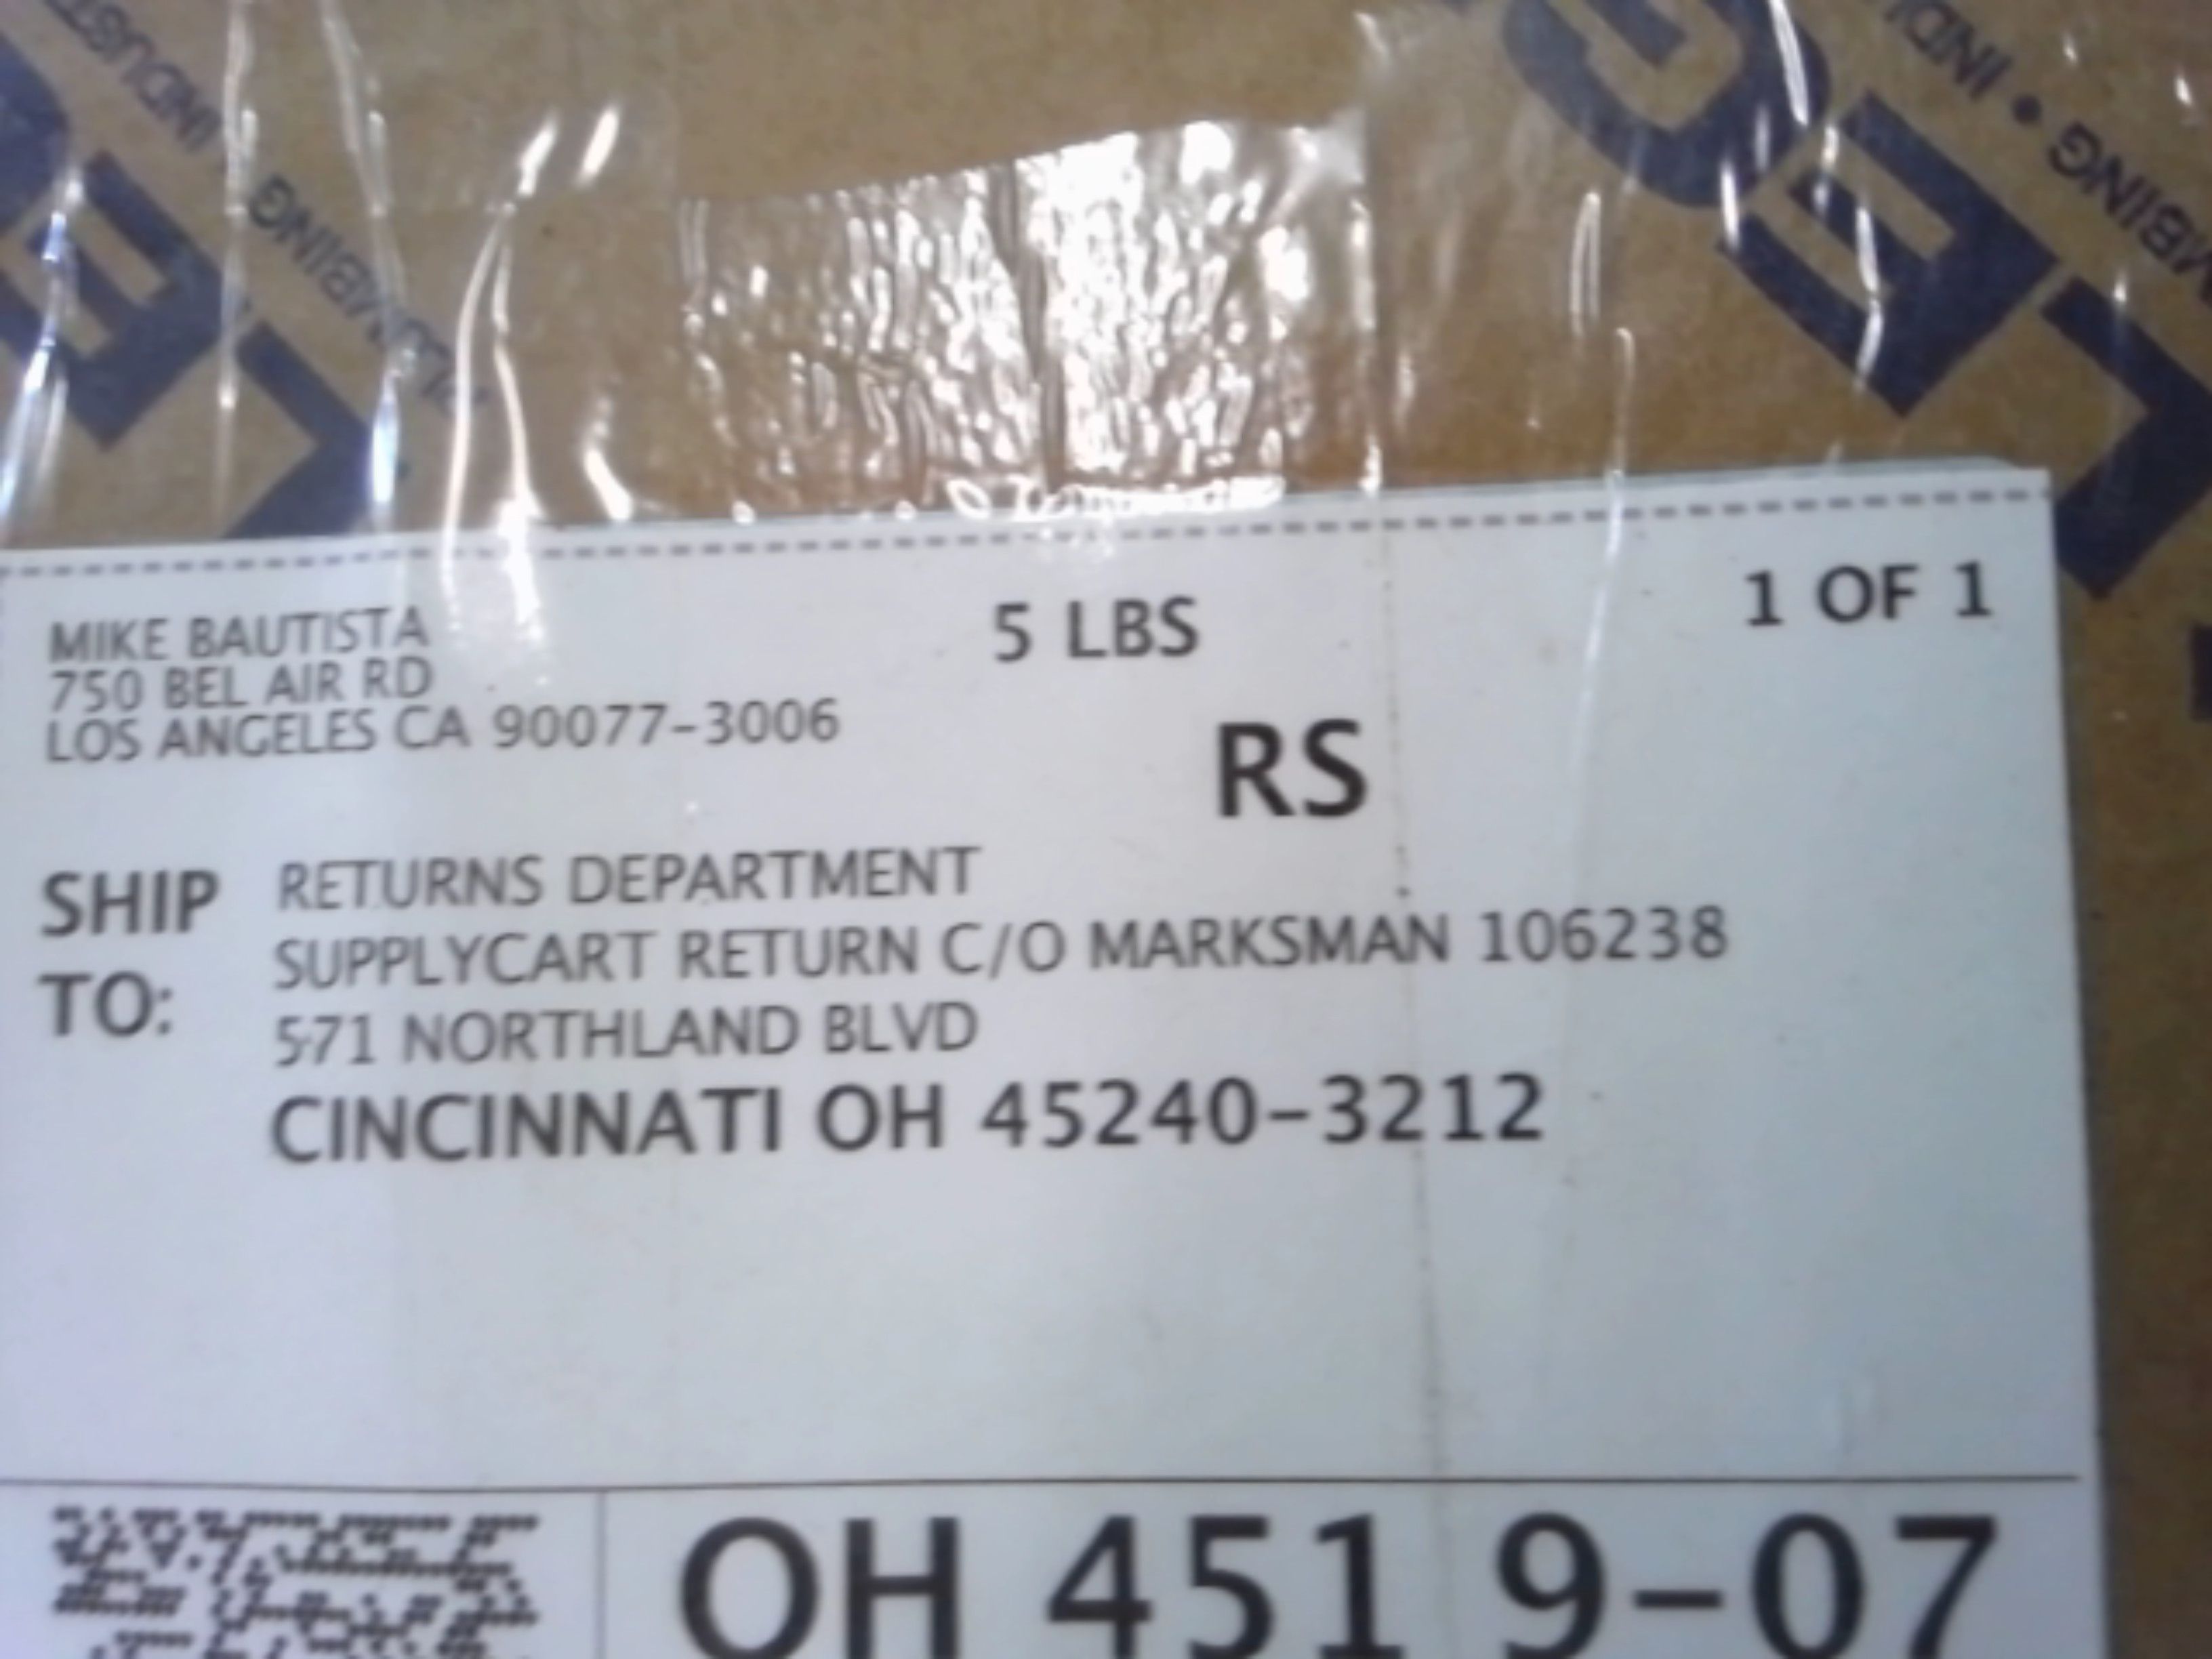 MIKE BAUTISTA
750 BEL AIR RD
LOS ANGELES CA 90077-3006
5 LBS
1 OF 1
RS
SHIP TO:
RETURNS DEPARTMENT
SUPPLYCART RETURN C/O MARKSMAN 106238
571 NORTHLAND BLVD
CINCINNATI OH 45240-3212
OH 451 9-07